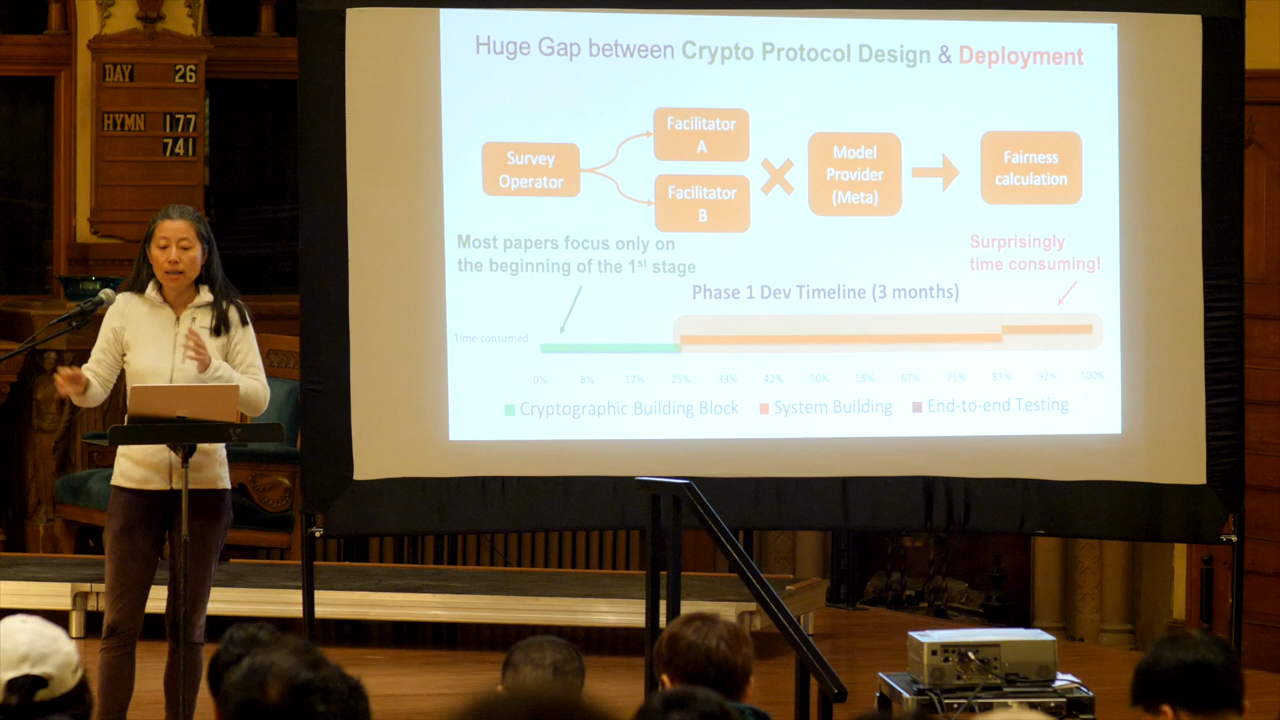 DAY 26
HYMN 177
741
Huge Gap between Crypto Protocol Design & Deployment
Survey
Operator
Facilitator
A
Facilitator
B
Model
Provider
(Meta)
Fairness
calculation
Most papers focus only on
the beginning of the 1st stage
Surprisingly
time consuming!
Phase 1 Dev Timeline (3 months)
Time consumed
0% 8% 17% 25% 33% 42% 50% 58% 67% 75% 83% 92% 100%
Cryptographic Building Block System Building End-to-end Testing